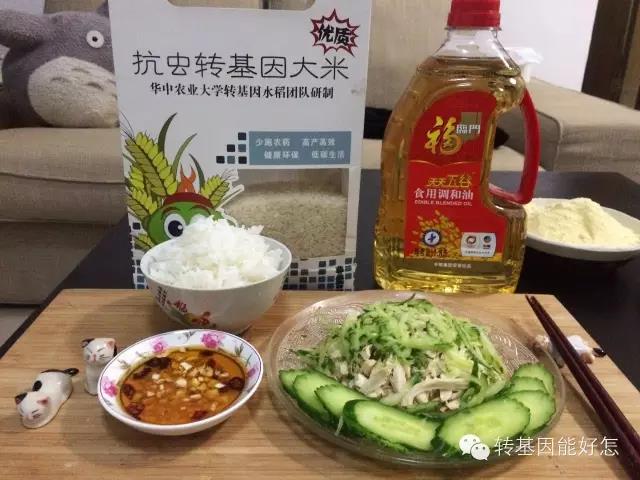 优质
抗虫转基因大米
华中农业大学转基因水稻团队研制
少施农药 高产高效
健康环保 低碳生活
福臨門
天天五谷
食用调和油
EDIBLE BLENDED OIL
转基因能好怎